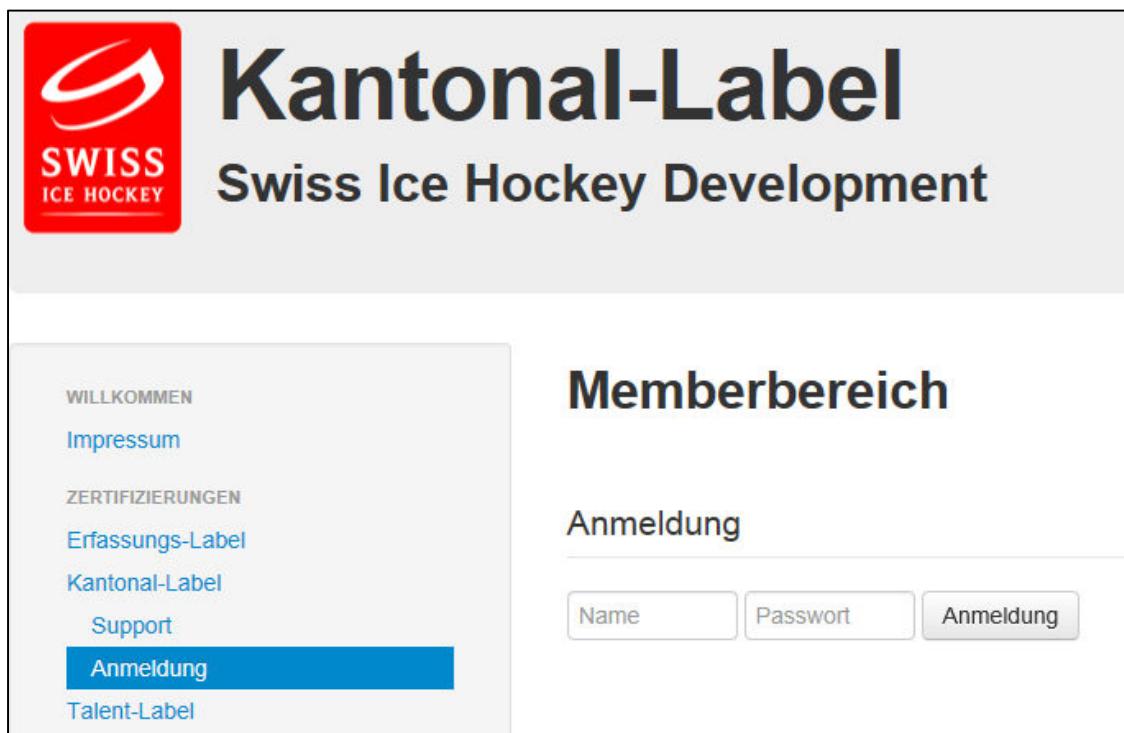 SWISS
ICE HOCKEY
Kantonal-Label
Swiss Ice Hockey Development
WILLKOMMEN
Impressum
ZERTIFIZIERUNGEN
Erfassungs-Label
Kantonal-Label
Support
Anmeldung
Talent-Label
Memberbereich
Anmeldung
Name Passwort Anmeldung